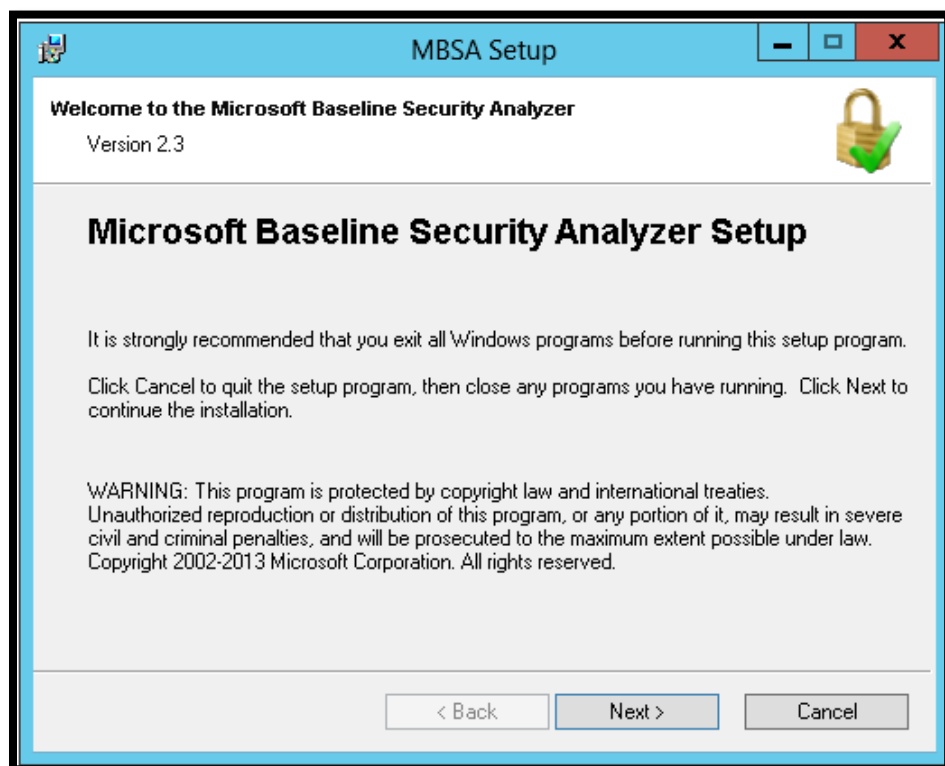 MBSA Setup
Welcome to the Microsoft Baseline Security Analyzer
Version 2.3
Microsoft Baseline Security Analyzer Setup
It is strongly recommended that you exit all Windows programs before running this setup program.
Click Cancel to quit the setup program, then close any programs you have running.  Click Next to
continue the installation.
WARNING: This program is protected by copyright law and international treaties.
Unauthorized reproduction or distribution of this program, or any portion of it, may result in severe
civil and criminal penalties, and will be prosecuted to the maximum extent possible under law.
Copyright 2002-2013 Microsoft Corporation. All rights reserved.
< Back Next > Cancel